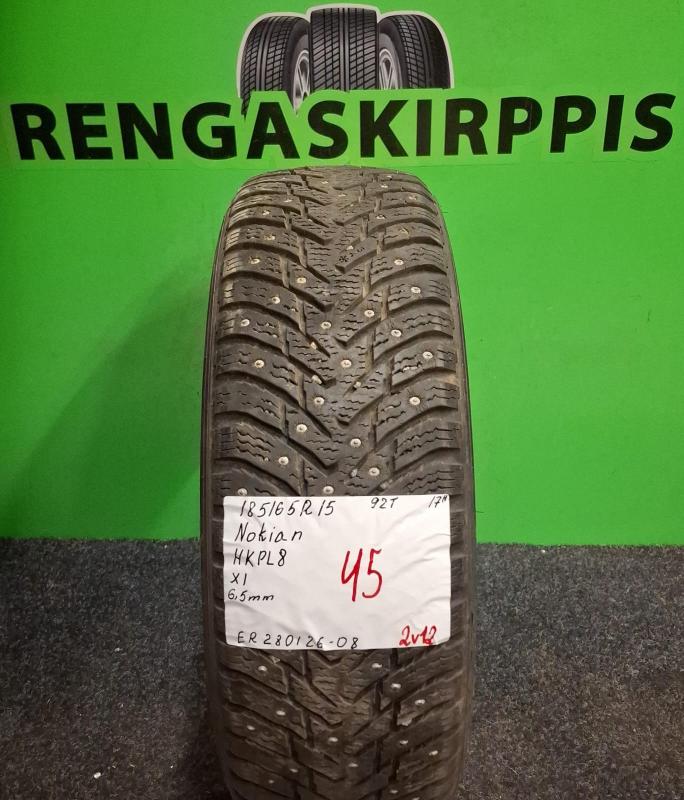 RENGASKIRPPIS
185/65R15 92T 17"
Nokian
HKPL8
X1
6,5mm
45
ER280126-08
2v12